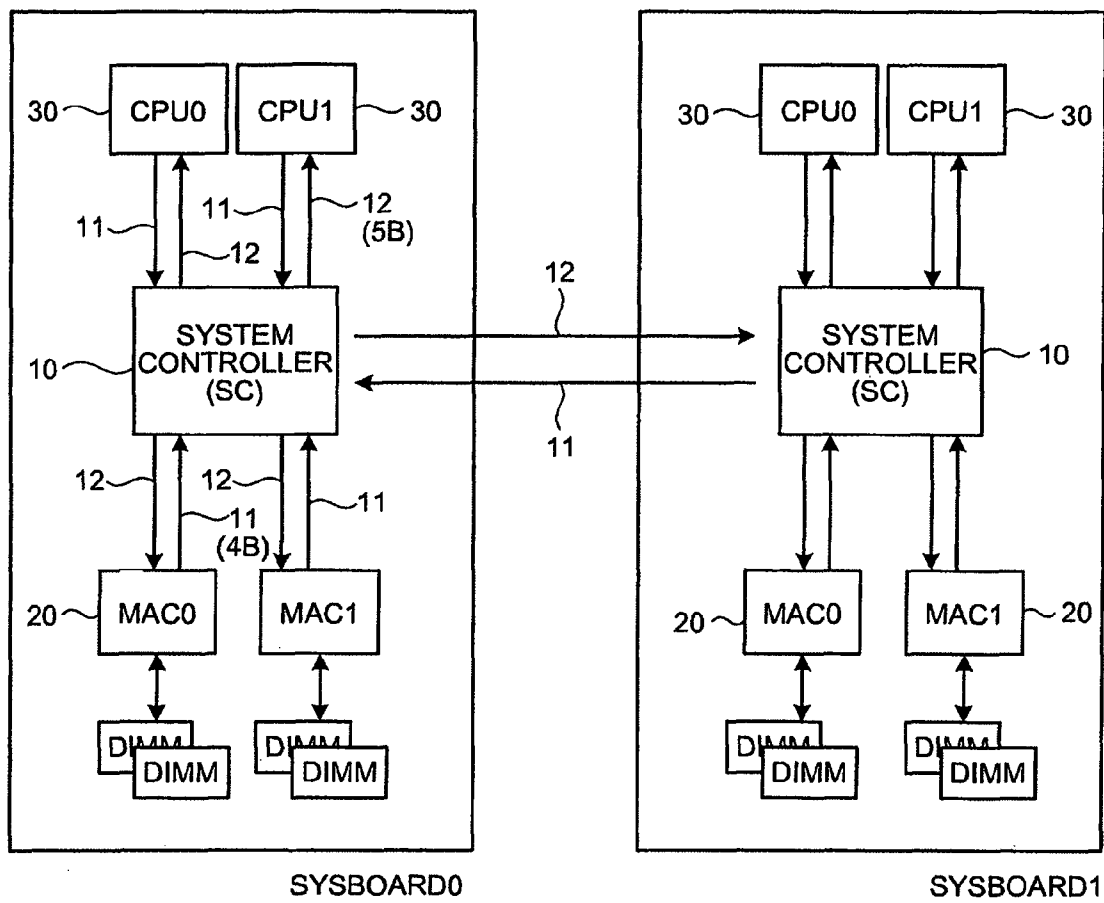 30
CPU0
CPU1
30
11
12
11
12
(5B)
10
SYSTEM
CONTROLLER
(SC)
12
12
11
(4B)
11
20
MAC0
MAC1
DIMM
DIMM
DIMM
DIMM
SYSBOARD0
12
11
30
CPU0
CPU1
30
SYSTEM
CONTROLLER
(SC)
10
20
MAC0
MAC1
20
DIMM
DIMM
DIMM
DIMM
SYSBOARD1